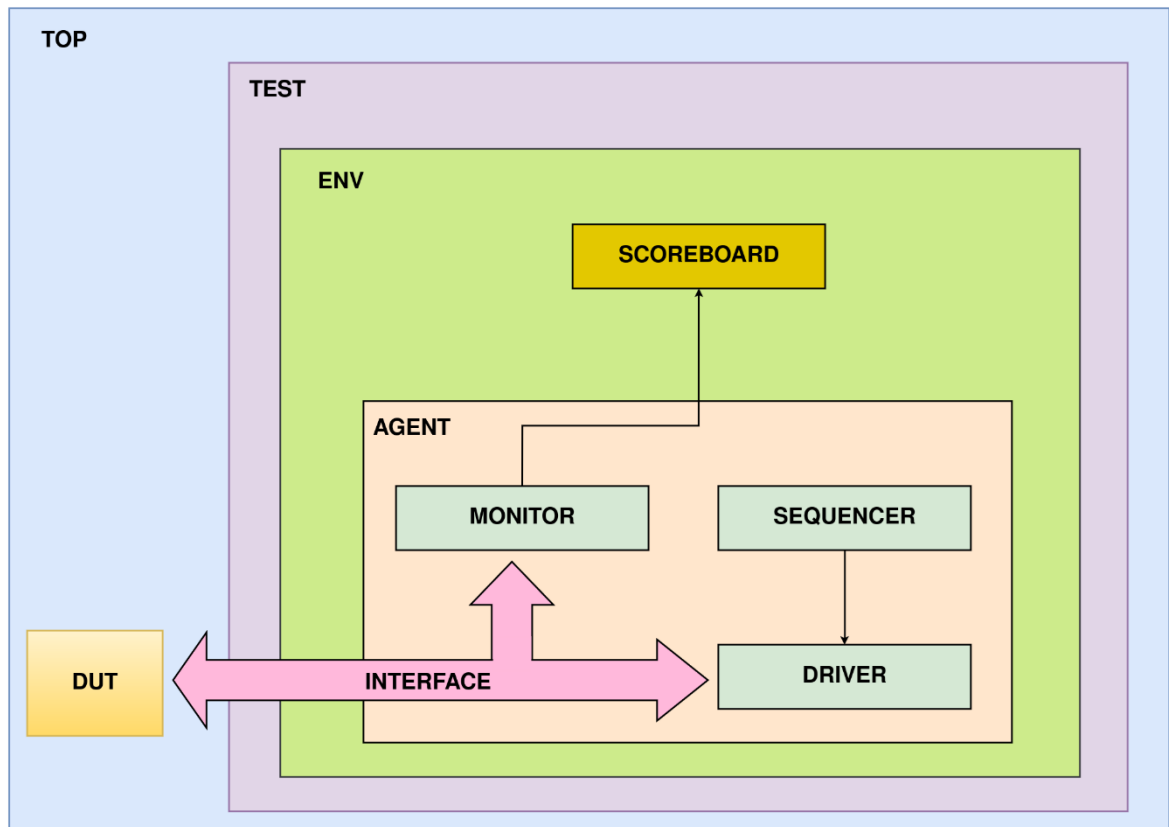 TOP
TEST
ENV
SCOREBOARD
AGENT
MONITOR
SEQUENCER
DUT
INTERFACE
DRIVER